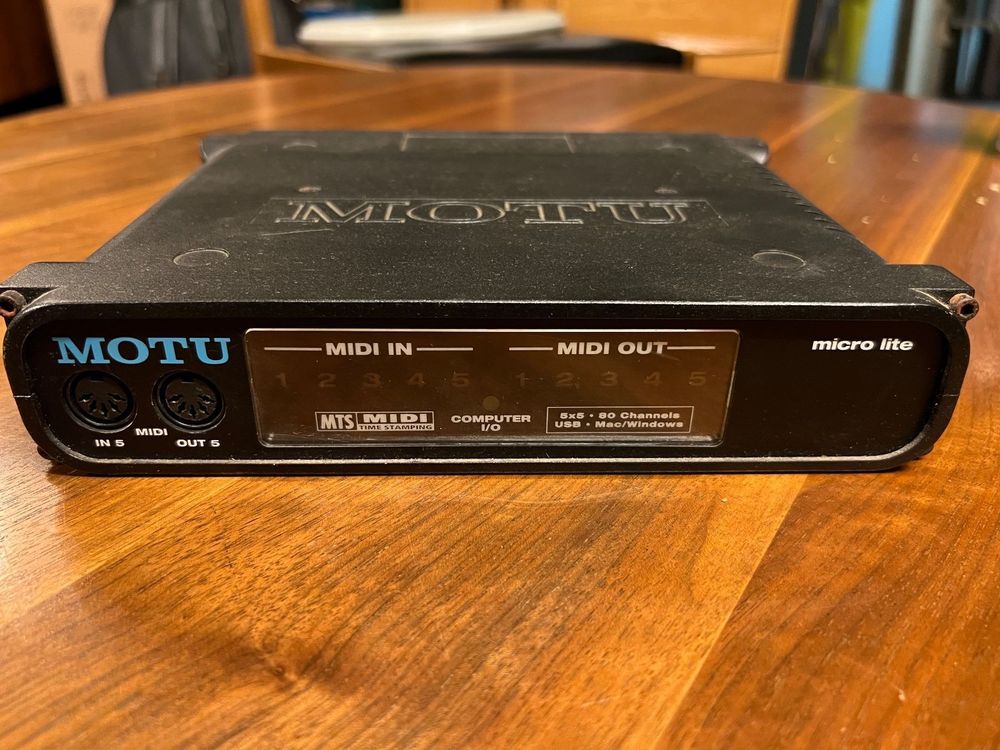 MOTU
MOTU
MIDI IN MIDI OUT
micro lite
1 2 3 4 5 1 2 3 4 5
IN 5 MIDI OUT 5
MTS MIDI
TIME STAMPING
COMPUTER
I/O
5x5 • 80 Channels
USB • Mac/Windows